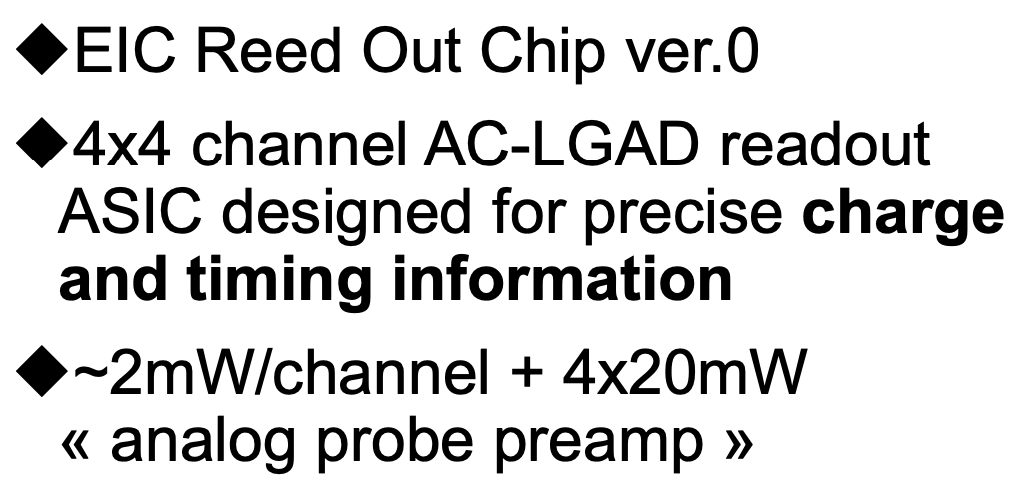 ◆EIC Reed Out Chip ver.0
◆4x4 channel AC-LGAD readout
ASIC designed for precise charge
and timing information
◆~2mW/channel + 4x20mW
« analog probe preamp »